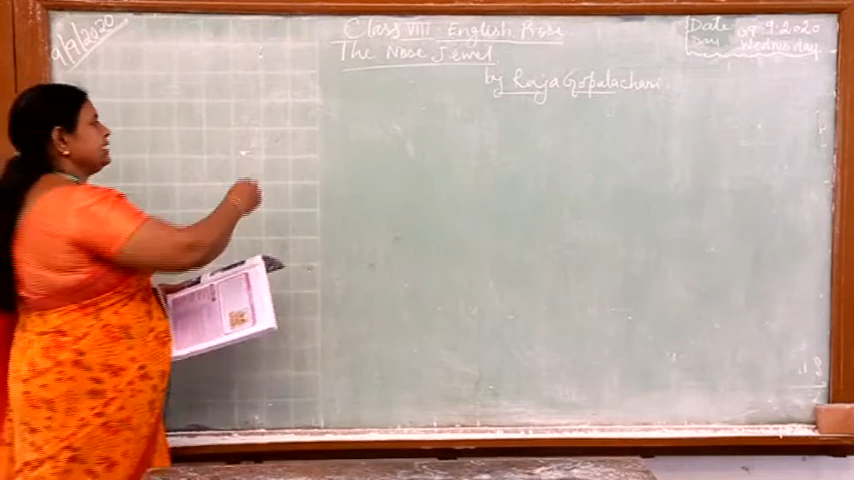 9/9/2020
Class VIII English Prose
The Nose Jewel
by Raja Gopalachari
Date 09.9.2020
Day Wednesday